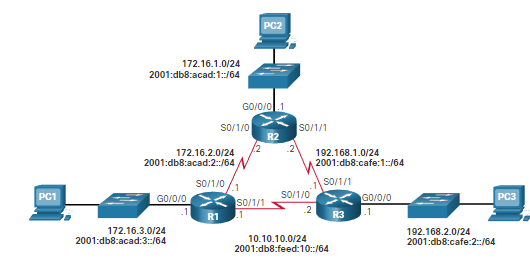 PC2
172.16.1.0/24
2001:db8:acad:1::/64
G0/0/0 .1
S0/1/0 S0/1/1
R2
172.16.2.0/24 .2 .2 192.168.1.0/24
2001:db8:acad:2::/64 2001:db8:cafe:1::/64
S0/1/0 .1 .1 S0/1/1
PC1 G0/0/0 S0/1/1 S0/1/0 G0/0/0 PC3
.1 R1 .1 .2 R3 .1
172.16.3.0/24 10.10.10.0/24 192.168.2.0/24
2001:db8:acad:3::/64 2001:db8:feed:10::/64 2001:db8:cafe:2::/64